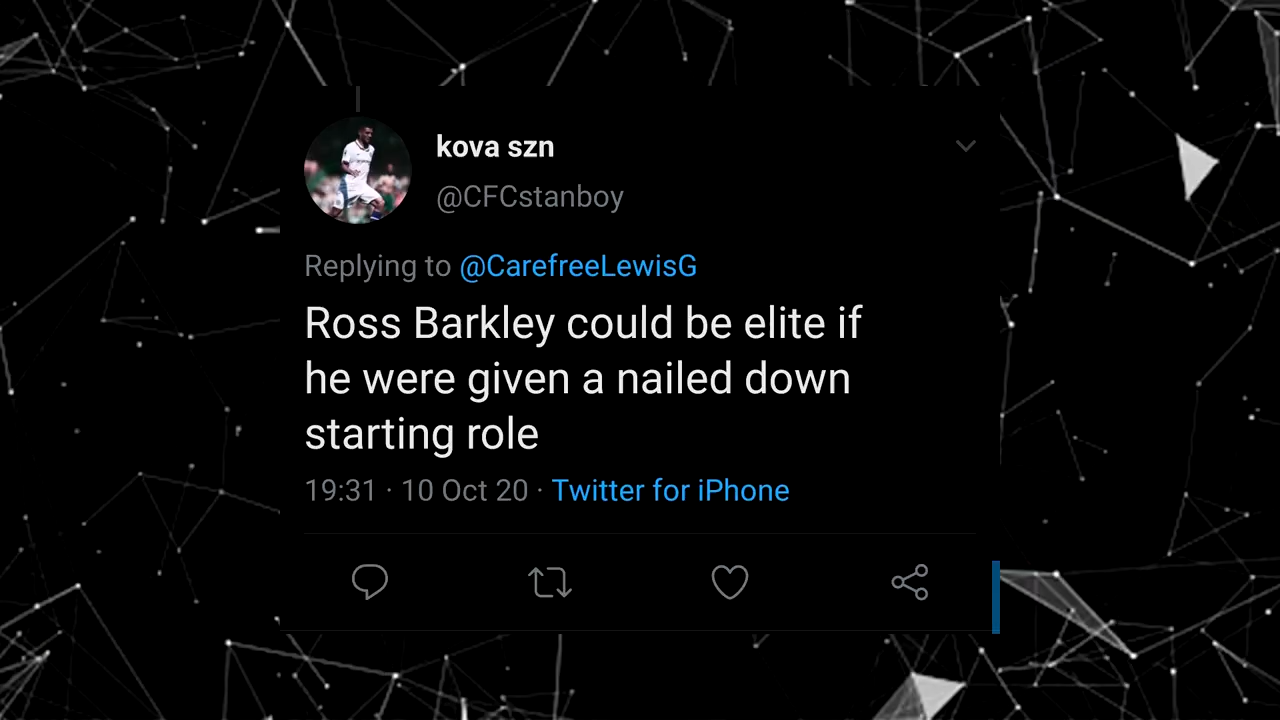 kova szn
@CFCstanboy
Replying to @CarefreeLewisG
Ross Barkley could be elite if
he were given a nailed down
starting role
19:31 · 10 Oct 20 · Twitter for iPhone